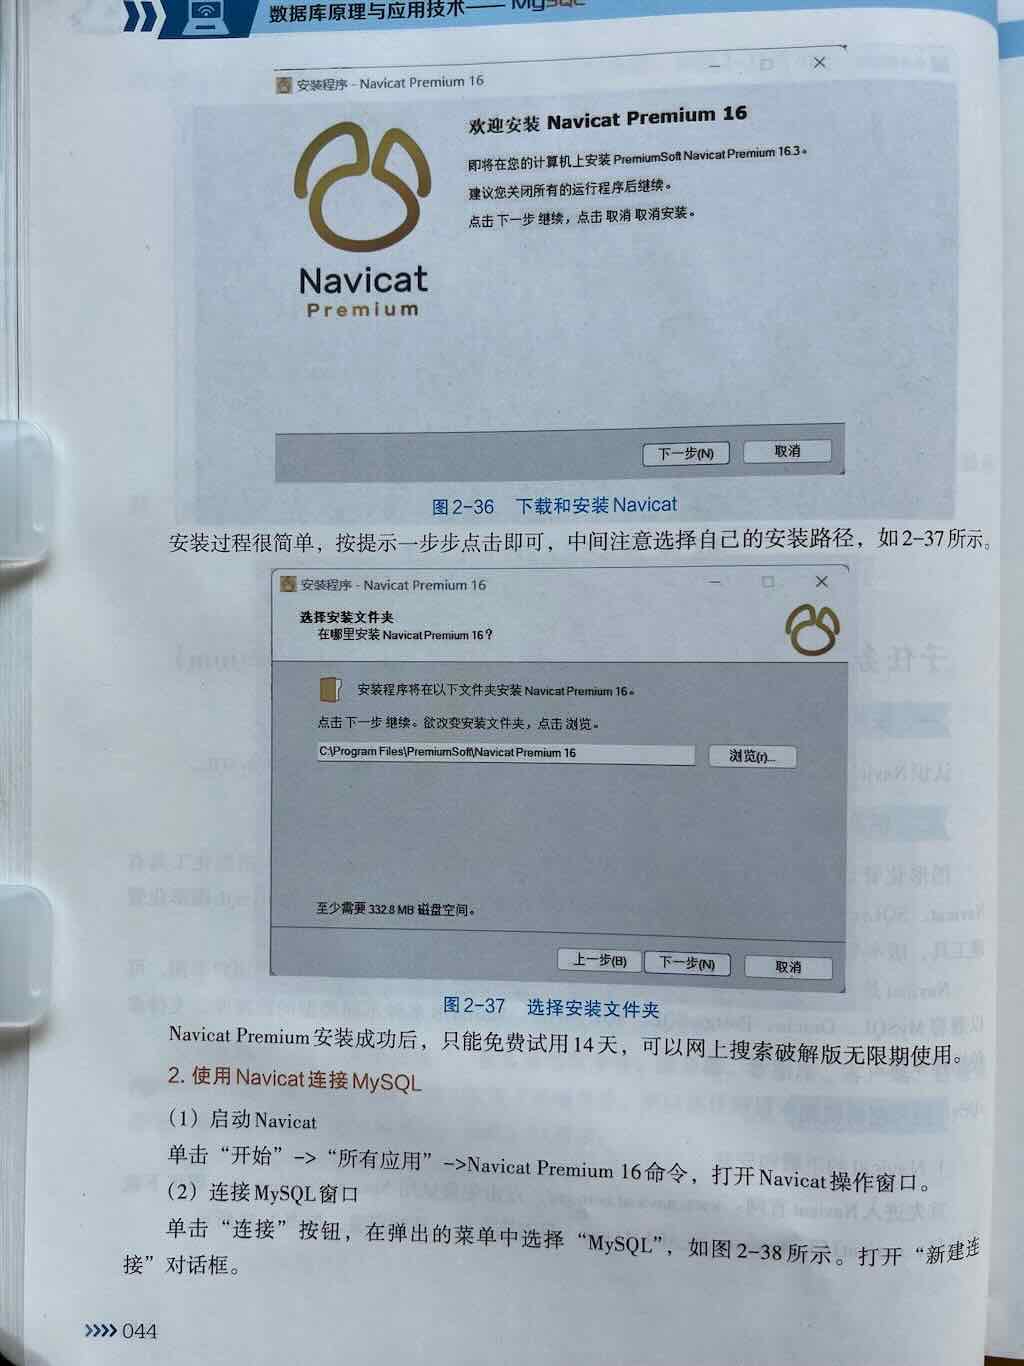 数据库原理与应用技术——MySQL
安装程序 - Navicat Premium 16
欢迎安装 Navicat Premium 16
即将在您的计算机上安装 PremiumSoft Navicat Premium 16.3。
建议您关闭所有的运行程序后继续。
点击 下一步 继续，点击 取消 取消安装。
Navicat
Premium
下一步(N)
取消
图2-36 下载和安装Navicat
安装过程很简单，按提示一步步点击即可，中间注意选择自己的安装路径，如2-37所示。
安装程序 - Navicat Premium 16
选择安装文件夹
在哪里安装 Navicat Premium 16？
安装程序将在以下文件夹安装 Navicat Premium 16。
点击 下一步 继续。欲改变安装文件夹，点击 浏览。
C:\Program Files\PremiumSoft\Navicat Premium 16
浏览(r)...
至少需要 332.8 MB 磁盘空间。
上一步(B)
下一步(N)
取消
图2-37 选择安装文件夹
Navicat Premium安装成功后，只能免费试用14天，可以网上搜索破解版无限期使用。
2. 使用Navicat连接MySQL
（1）启动Navicat
单击“开始”->“所有应用”->Navicat Premium 16命令，打开Navicat操作窗口。
（2）连接MySQL窗口
单击“连接”按钮，在弹出的菜单中选择“MySQL”，如图2-38所示。打开“新建连
接”对话框。
044